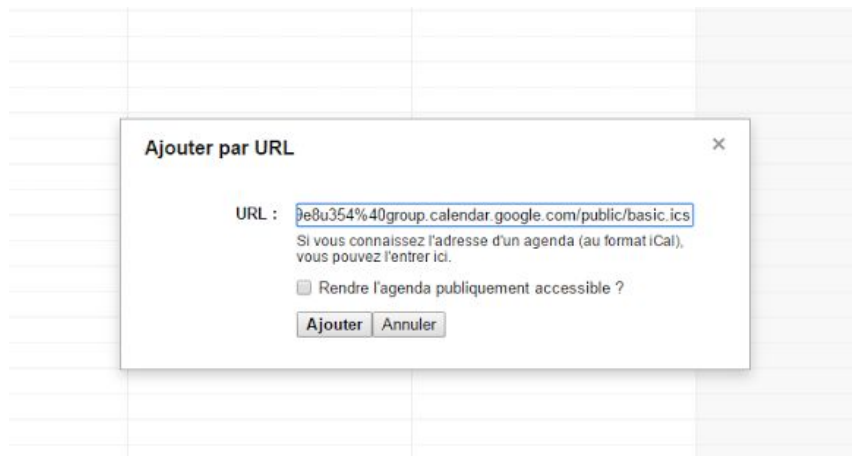 Ajouter par URL
URL : 9e8u354%40group.calendar.google.com/public/basic.ics
Si vous connaissez l'adresse d'un agenda (au format iCal),
vous pouvez l'entrer ici.
Rendre l'agenda publiquement accessible ?
Ajouter Annuler